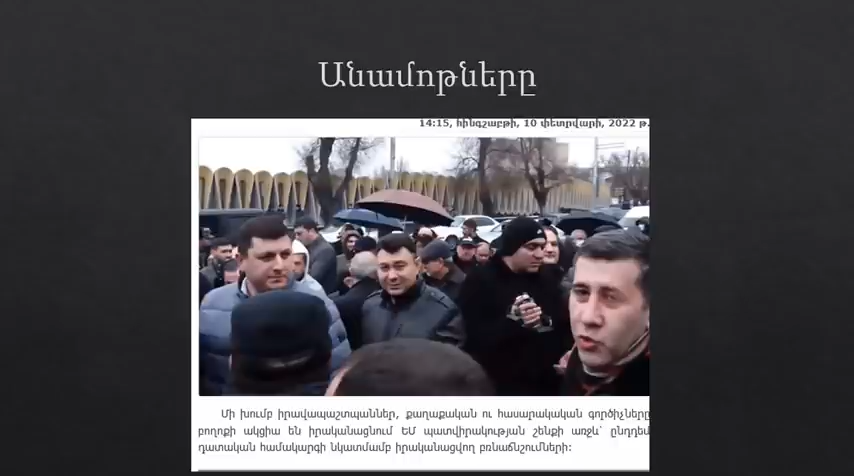 Անամոթները
14:15, հինգշաբթի, 10 փետրվարի, 2022 թ.
Մի խումբ իրավապաշտպաններ, քաղաքական ու հասարակական գործիչները
բողոքի ակցիա են իրականացնում ԵՄ պատվիրակության շենքի առջև՝ ընդդեմ
դատական համակարգի նկատմամբ իրականացվող բռնաճնշումների: